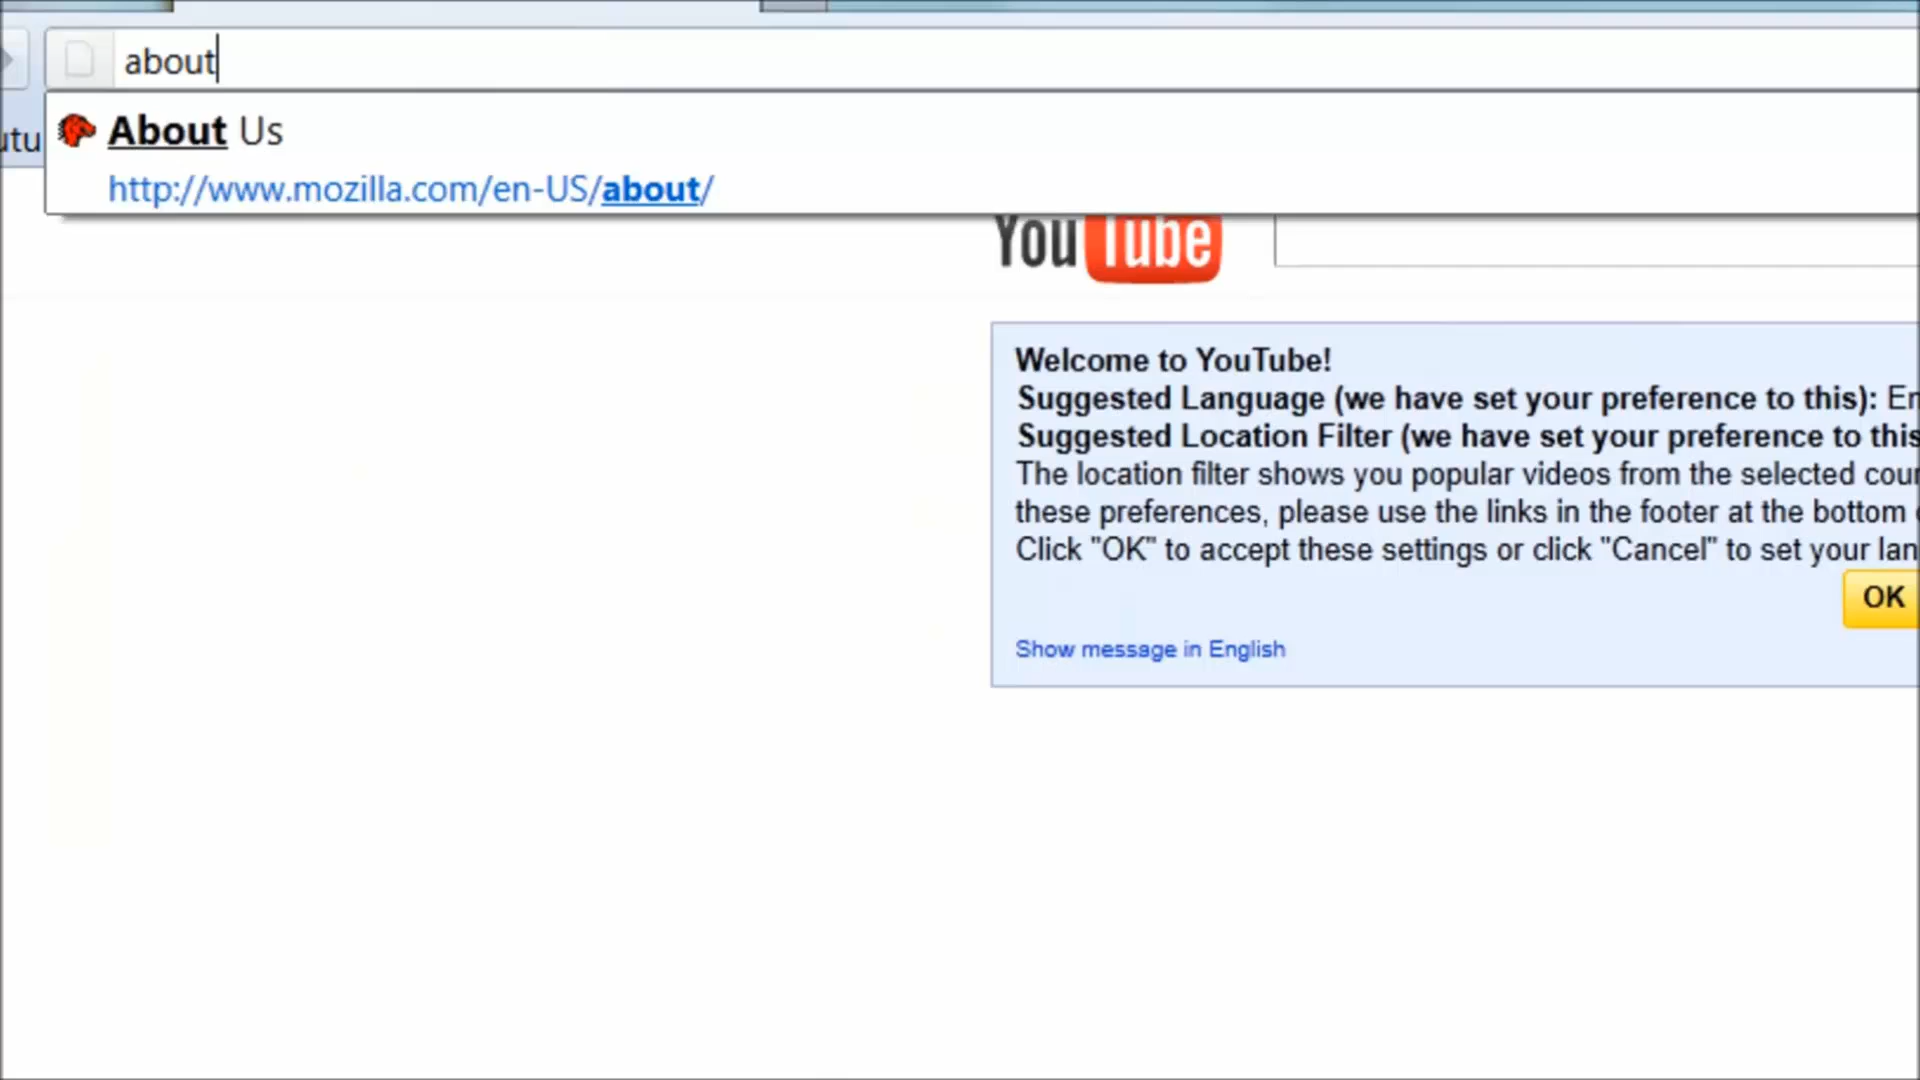 about
About Us
http://www.mozilla.com/en-US/about/
utu
YouTube
Welcome to YouTube!
Suggested Language (we have set your preference to this): En
Suggested Location Filter (we have set your preference to this
The location filter shows you popular videos from the selected cour
these preferences, please use the links in the footer at the bottom
Click "OK" to accept these settings or click "Cancel" to set your lan
OK
Show message in English